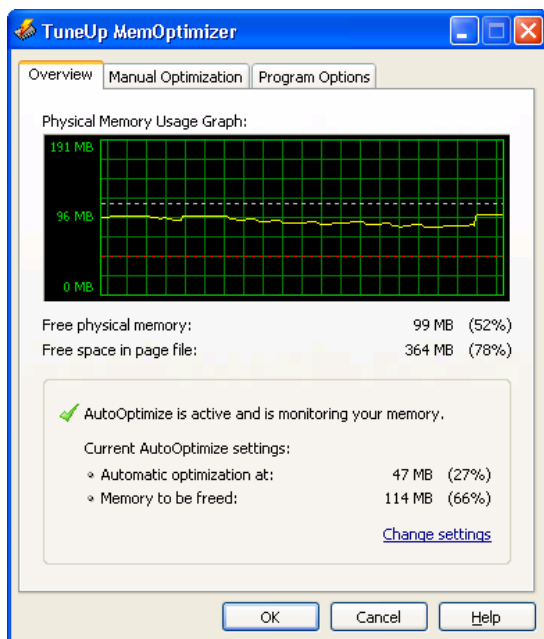 TuneUp MemOptimizer
Overview Manual Optimization Program Options
Physical Memory Usage Graph:
191 MB
96 MB
0 MB
Free physical memory: 99 MB (52%)
Free space in page file: 364 MB (78%)
AutoOptimize is active and is monitoring your memory.
Current AutoOptimize settings:
Automatic optimization at: 47 MB (27%)
Memory to be freed: 114 MB (66%)
Change settings
OK Cancel Help